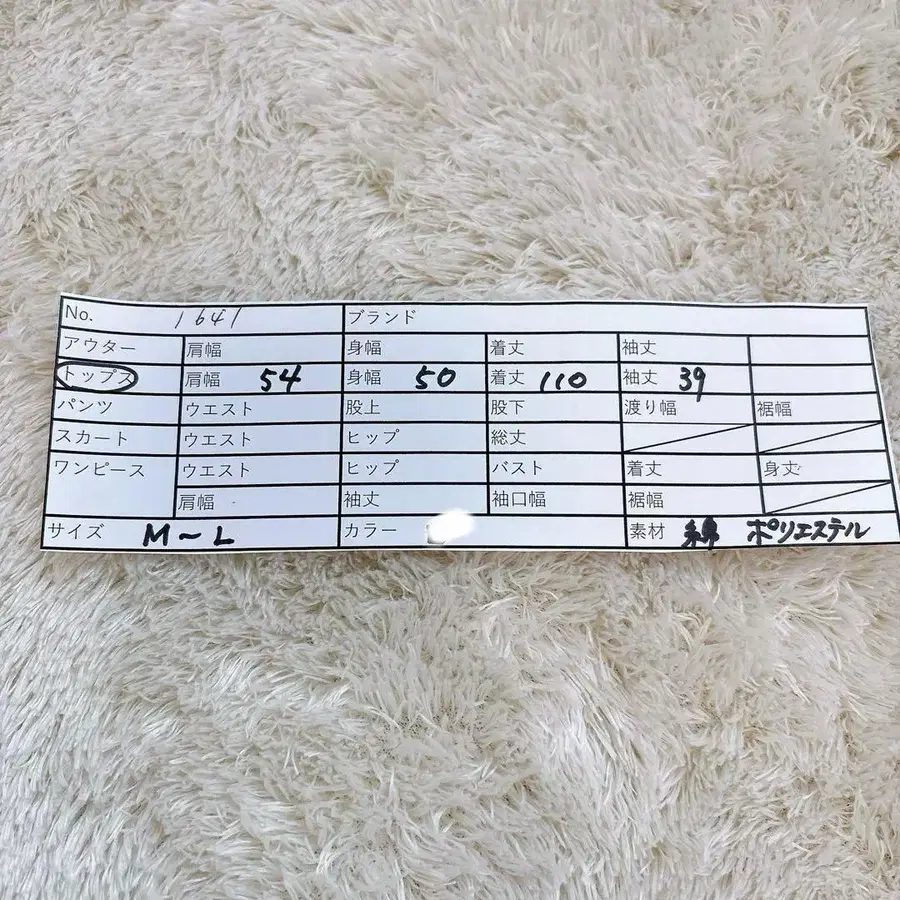 No. 1641 ブランド
アウター 肩幅 身幅 着丈 袖丈
トップス 肩幅 54 身幅 50 着丈 110 袖丈 39
パンツ ウエスト 股上 股下 渡り幅 裾幅
スカート ウエスト ヒップ 総丈
ワンピース ウエスト ヒップ バスト 着丈 身丈
肩幅 袖丈 袖口幅 裾幅
サイズ M~L カラー 素材 綿 ポリエステル